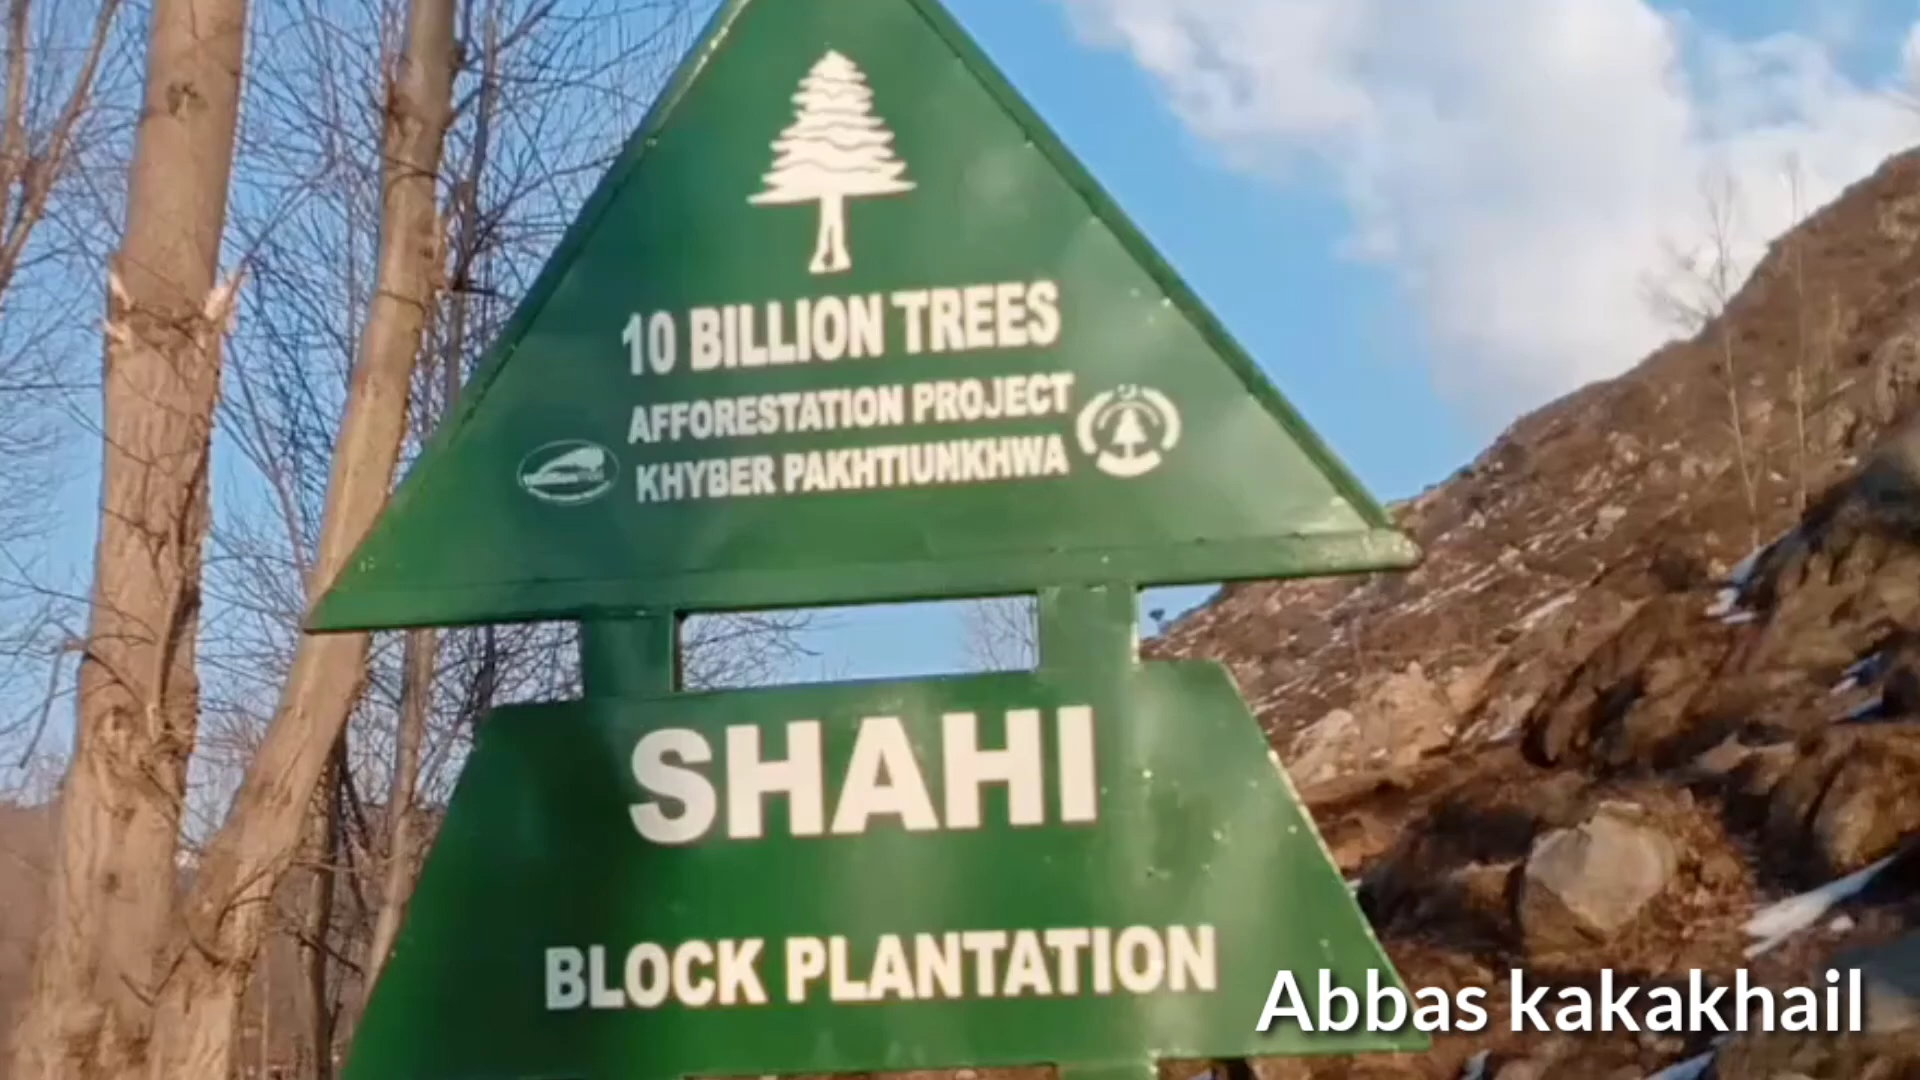 10 BILLION TREES
AFFORESTATION PROJECT
KHYBER PAKHTIUNKHWA
SHAHI
BLOCK PLANTATION
Abbas kakakhail